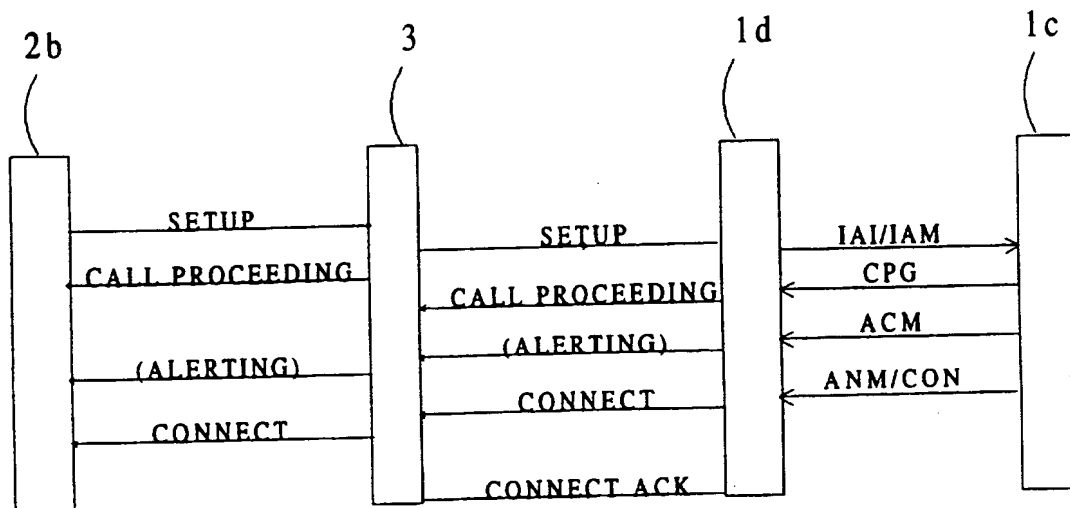 2b
3
1d
1c
SETUP
SETUP
IAI/IAM
CALL PROCEEDING
CALL PROCEEDING
CPG
ACM
(ALERTING)
(ALERTING)
ANM/CON
CONNECT
CONNECT
CONNECT ACK